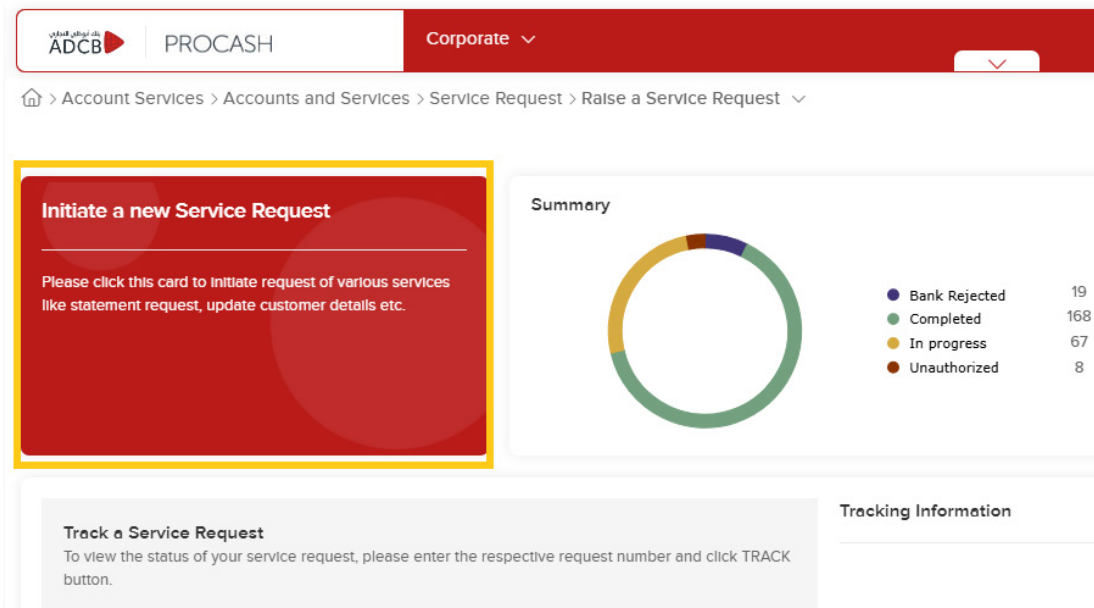 بنك أبوظبي التجاري
ADCB
PROCASH
Corporate
> Account Services > Accounts and Services > Service Request > Raise a Service Request
Initiate a new Service Request
Please click this card to initiate request of various services
like statement request, update customer details etc.
Summary
Bank Rejected 19
Completed 168
In progress 67
Unauthorized 8
Track a Service Request
To view the status of your service request, please enter the respective request number and click TRACK
button.
Tracking Information